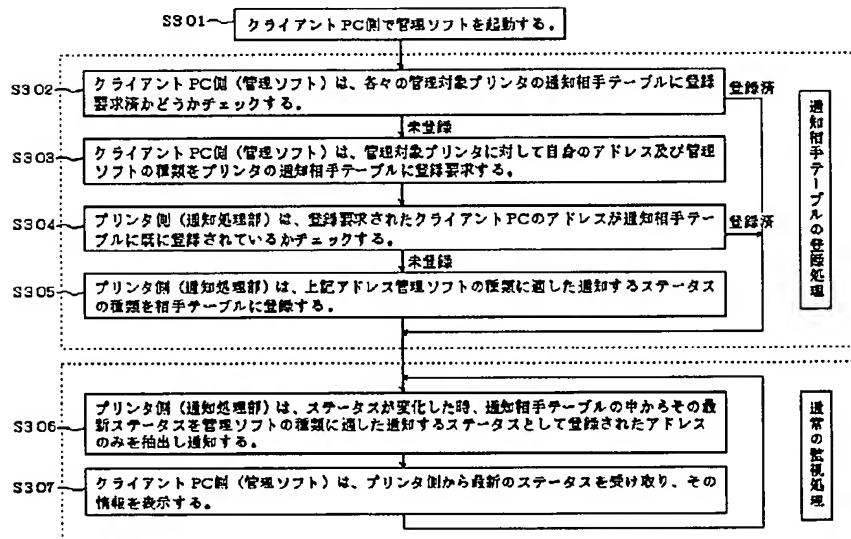 S301
クライアントPC側で管理ソフトを起動する。
S302
クライアントPC側（管理ソフト）は、各々の管理対象プリンタの通知相手テーブルに登録
要求済かどうかチェックする。
登録済
未登録
S303
クライアントPC側（管理ソフト）は、管理対象プリンタに対して自身のアドレス及び管理
ソフトの種類をプリンタの通知相手テーブルに登録要求する。
S304
プリンタ側（通知処理部）は、登録要求されたクライアントPCのアドレスが通知相手テー
ブルに既に登録されているかチェックする。
登録済
未登録
S305
プリンタ側（通知処理部）は、上記アドレス管理ソフトの種類に適した通知するステータス
の種類を相手テーブルに登録する。
通知相手テーブルの登録処理
S306
プリンタ側（通知処理部）は、ステータスが変化した時、通知相手テーブルの中からその最
新ステータスを管理ソフトの種類に適した通知するステータスとして登録されたアドレス
のみを抽出し通知する。
S307
クライアントPC側（管理ソフト）は、プリンタ側から最新のステータスを受け取り、その
情報を表示する。
通常の監視処理